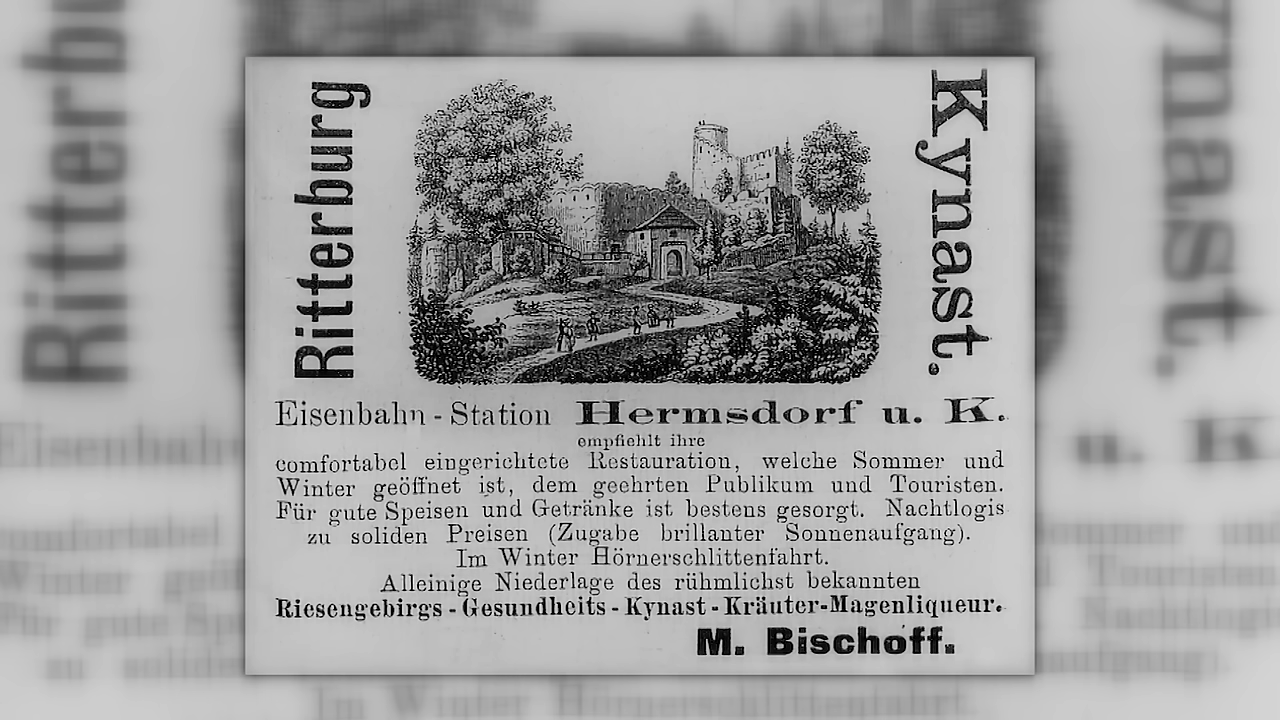 Ritterburg
Kynast.
Eisenbahn - Station Hermsdorf u. K.
empfiehlt ihre
comfortabel eingerichtete Restauration, welche Sommer und
Winter geöffnet ist, dem geehrten Publikum und Touristen.
Für gute Speisen und Getränke ist bestens gesorgt. Nachtlogis
zu soliden Preisen (Zugabe brillanter Sonnenaufgang).
Im Winter Hörnerschlittenfahrt.
Alleinige Niederlage des rühmlichst bekannten
Riesengebirgs - Gesundheits - Kynast - Kräuter-Magenliqueur.
M. Bischoff.